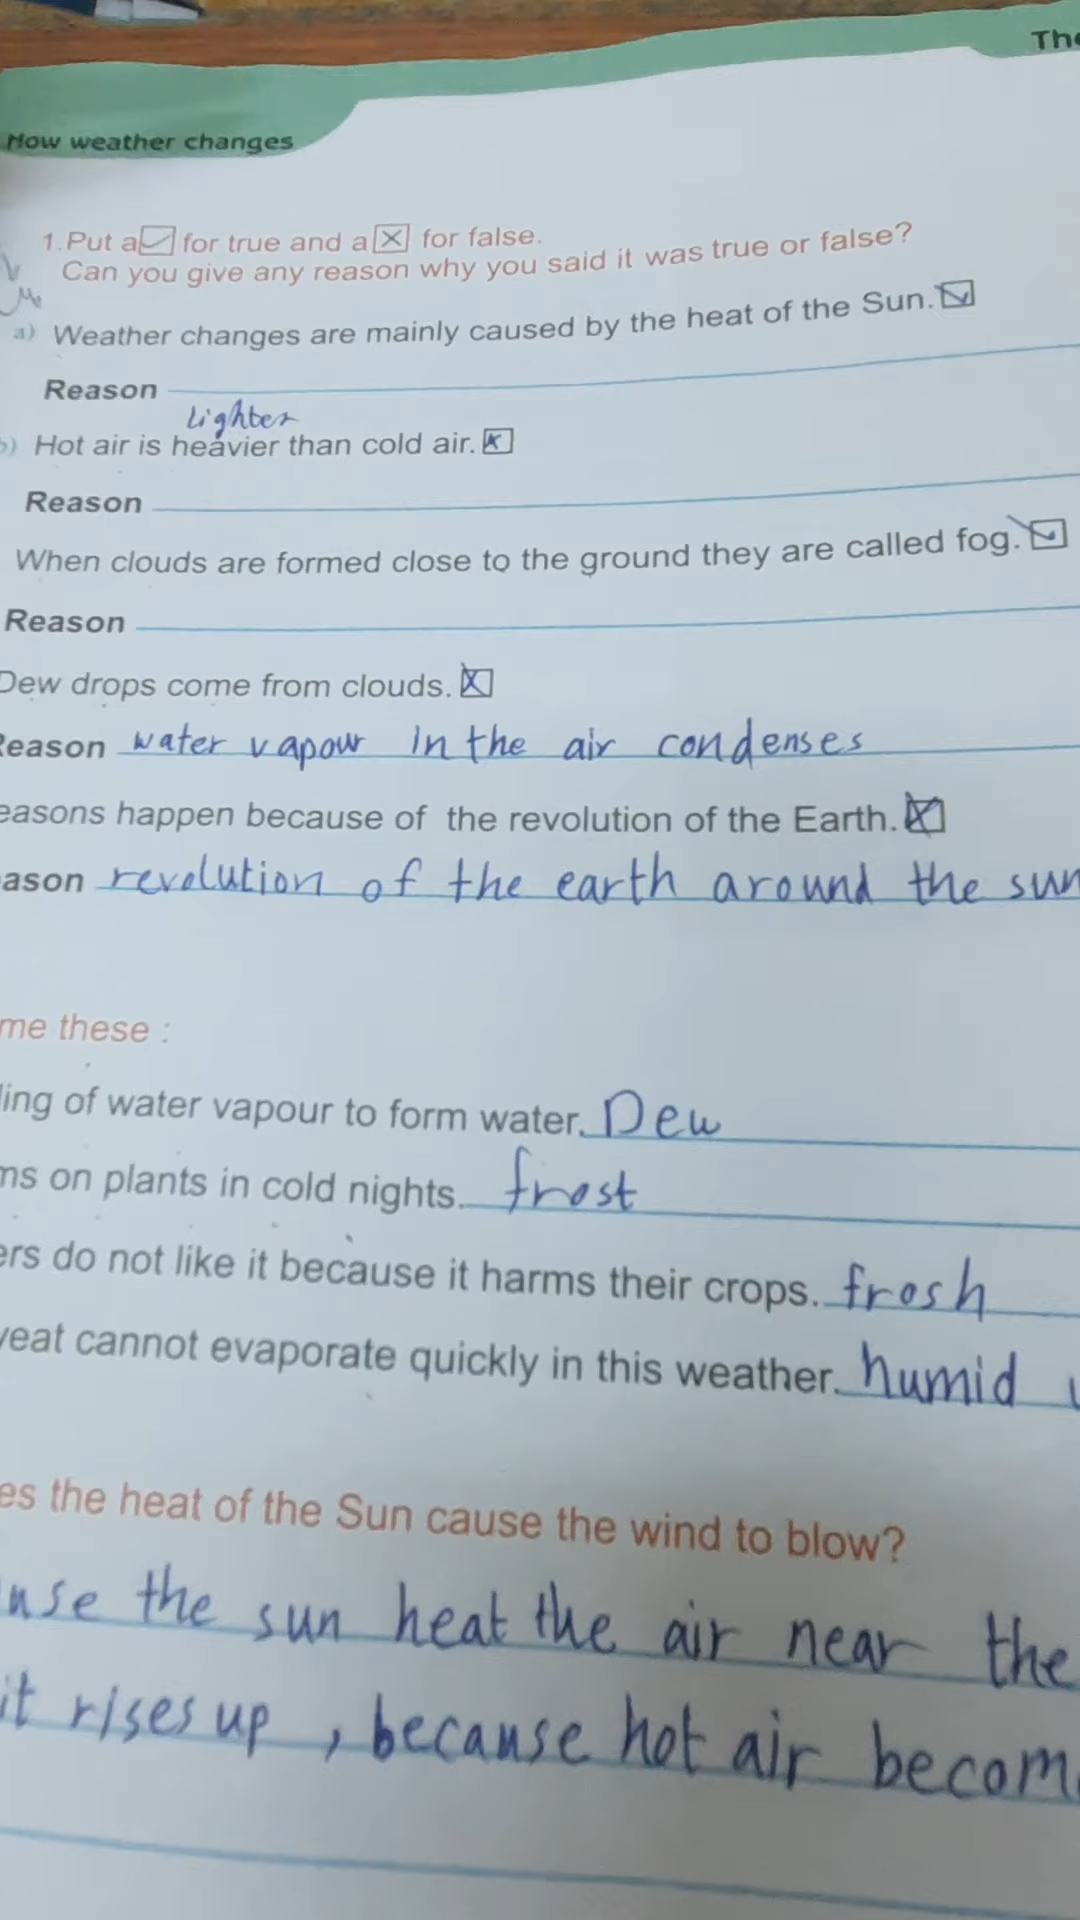 The
How weather changes
1. Put a ☑ for true and a ☒ for false.
Can you give any reason why you said it was true or false?
a) Weather changes are mainly caused by the heat of the Sun.
Reason
Lighter
b) Hot air is heavier than cold air.
Reason
When clouds are formed close to the ground they are called fog.
Reason
Dew drops come from clouds.
Reason water vapour in the air condenses
easons happen because of the revolution of the Earth.
ason revolution of the earth around the sun
me these :
ling of water vapour to form water. Dew
ms on plants in cold nights. frost
ers do not like it because it harms their crops. frosh
eat cannot evaporate quickly in this weather. humid
es the heat of the Sun cause the wind to blow?
use the sun heat the air near the
it rises up , because hot air becom